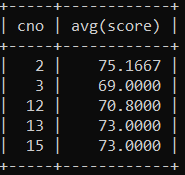 +-----+------------+
| cno | avg(score) |
+-----+------------+
|   2 |    75.1667 |
|   3 |    69.0000 |
|  12 |    70.8000 |
|  13 |    73.0000 |
|  15 |    73.0000 |
+-----+------------+